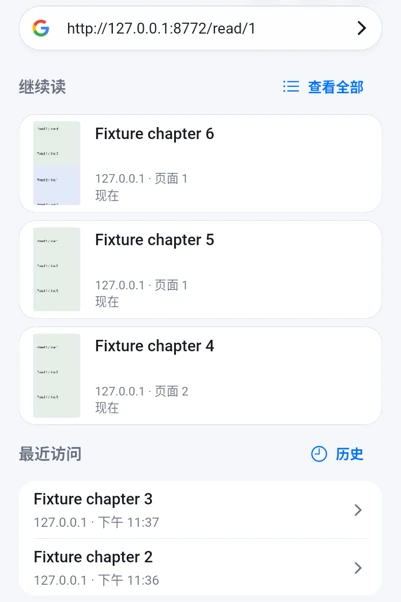 http://127.0.0.1:8772/read/1
继续读
查看全部
Fixture chapter 6
127.0.0.1 · 页面 1
现在
Fixture chapter 5
127.0.0.1 · 页面 1
现在
Fixture chapter 4
127.0.0.1 · 页面 2
现在
最近访问
历史
Fixture chapter 3
127.0.0.1 · 下午 11:37
Fixture chapter 2
127.0.0.1 · 下午 11:36